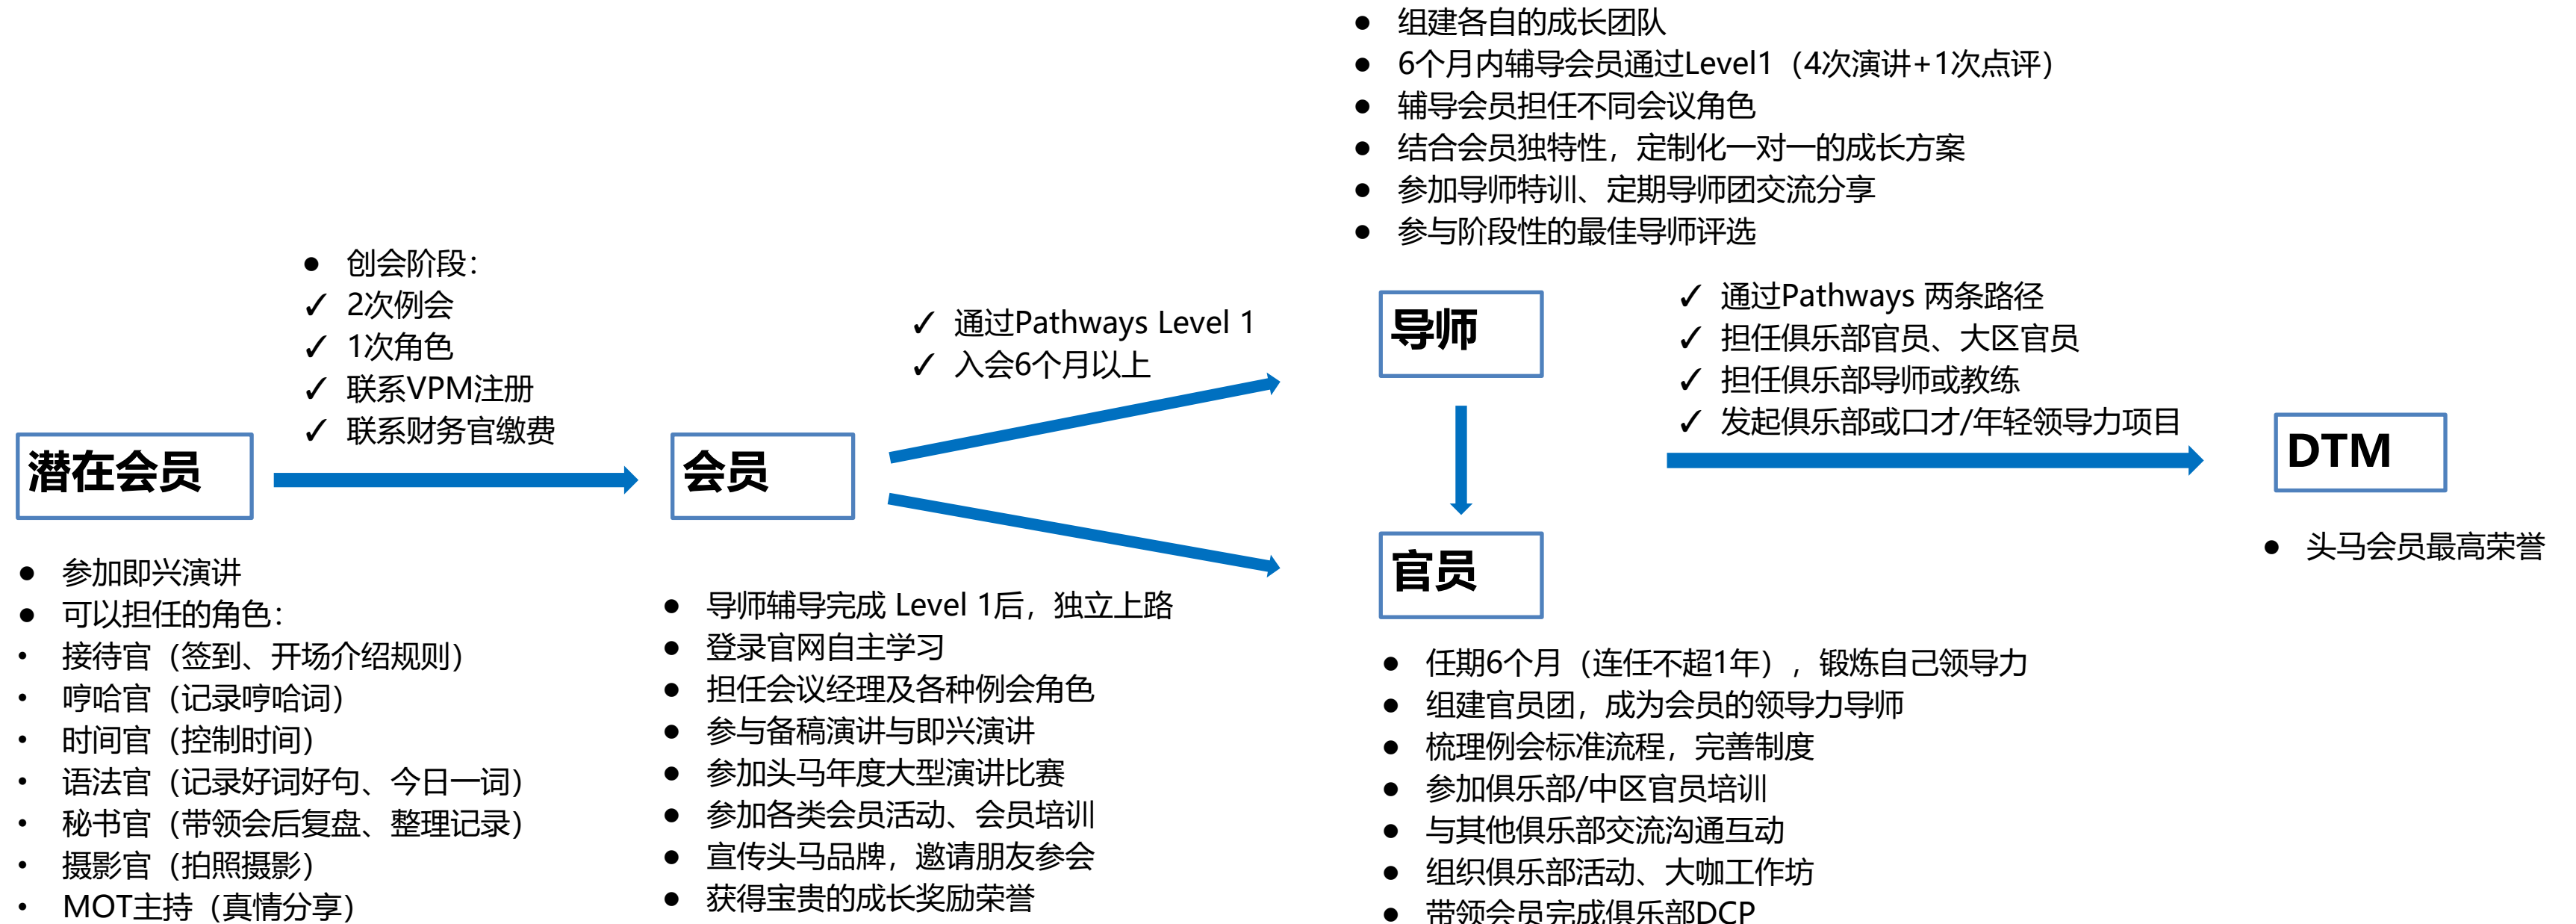 ● 组建各自的成长团队
● 6个月内辅导会员通过Level1（4次演讲+1次点评）
● 辅导会员担任不同会议角色
● 结合会员独特性，定制化一对一的成长方案
● 参加导师特训、定期导师团交流分享
● 参与阶段性的最佳导师评选
● 创会阶段：
✓ 2次例会
✓ 1次角色
✓ 联系VPM注册
✓ 联系财务官缴费
✓ 通过Pathways Level 1
✓ 入会6个月以上
导师
✓ 通过Pathways 两条路径
✓ 担任俱乐部官员、大区官员
✓ 担任俱乐部导师或教练
✓ 发起俱乐部或口才/年轻领导力项目
潜在会员
会员
DTM
官员
● 头马会员最高荣誉
● 参加即兴演讲
● 可以担任的角色：
• 接待官（签到、开场介绍规则）
• 哼哈官（记录哼哈词）
• 时间官（控制时间）
• 语法官（记录好词好句、今日一词）
• 秘书官（带领会后复盘、整理记录）
• 摄影官（拍照摄影）
• MOT主持（真情分享）
● 导师辅导完成 Level 1后，独立上路
● 登录官网自主学习
● 担任会议经理及各种例会角色
● 参与备稿演讲与即兴演讲
● 参加头马年度大型演讲比赛
● 参加各类会员活动、会员培训
● 宣传头马品牌，邀请朋友参会
● 获得宝贵的成长奖励荣誉
● 任期6个月（连任不超1年），锻炼自己领导力
● 组建官员团，成为会员的领导力导师
● 梳理例会标准流程，完善制度
● 参加俱乐部/中区官员培训
● 与其他俱乐部交流沟通互动
● 组织俱乐部活动、大咖工作坊
● 带领会员完成俱乐部DCP